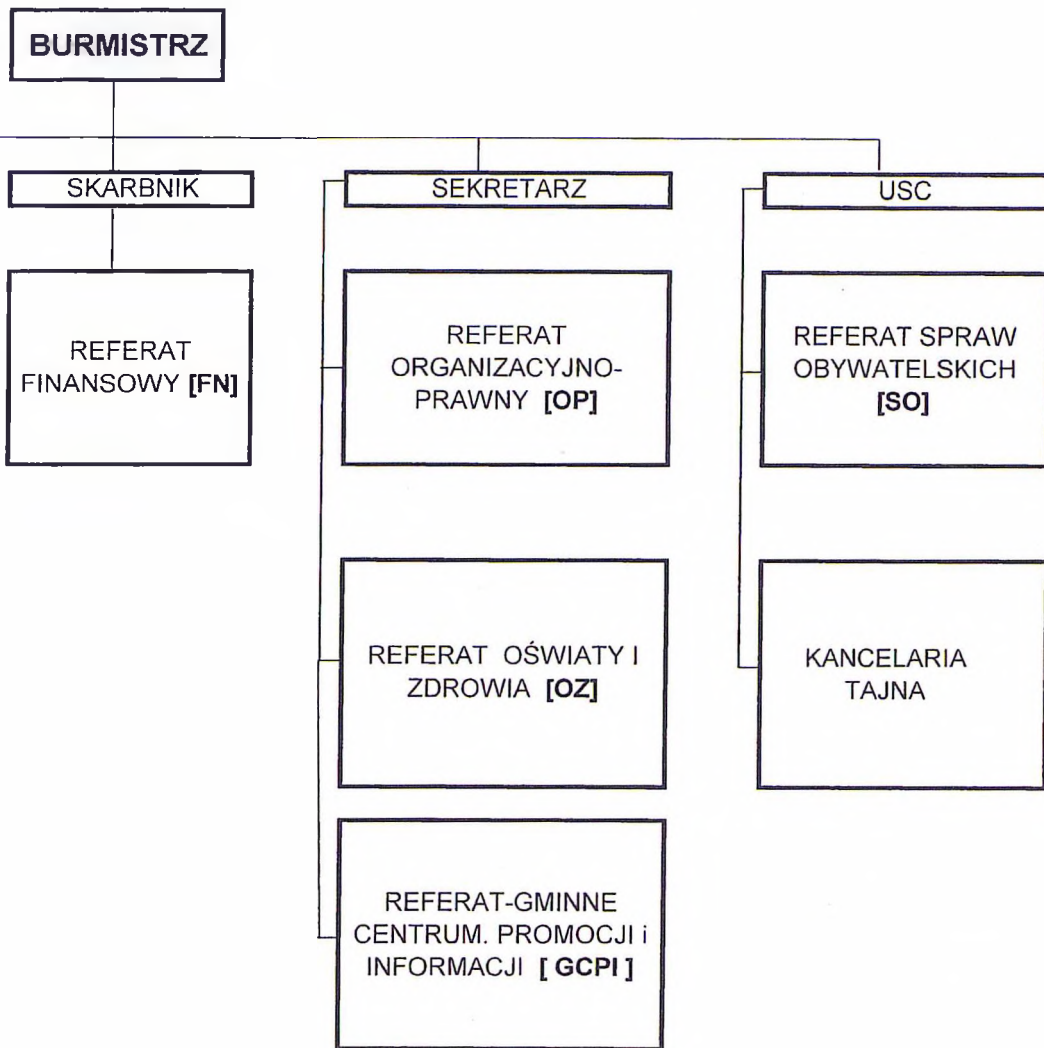 BURMISTRZ
SKARBNIK
SEKRETARZ
USC
REFERAT
FINANSOWY [FN]
REFERAT
ORGANIZACYJNO-
PRAWNY [OP]
REFERAT SPRAW
OBYWATELSKICH
[SO]
REFERAT OŚWIATY I
ZDROWIA [OZ]
KANCELARIA
TAJNA
REFERAT-GMINNE
CENTRUM. PROMOCJI i
INFORMACJI [ GCPI ]